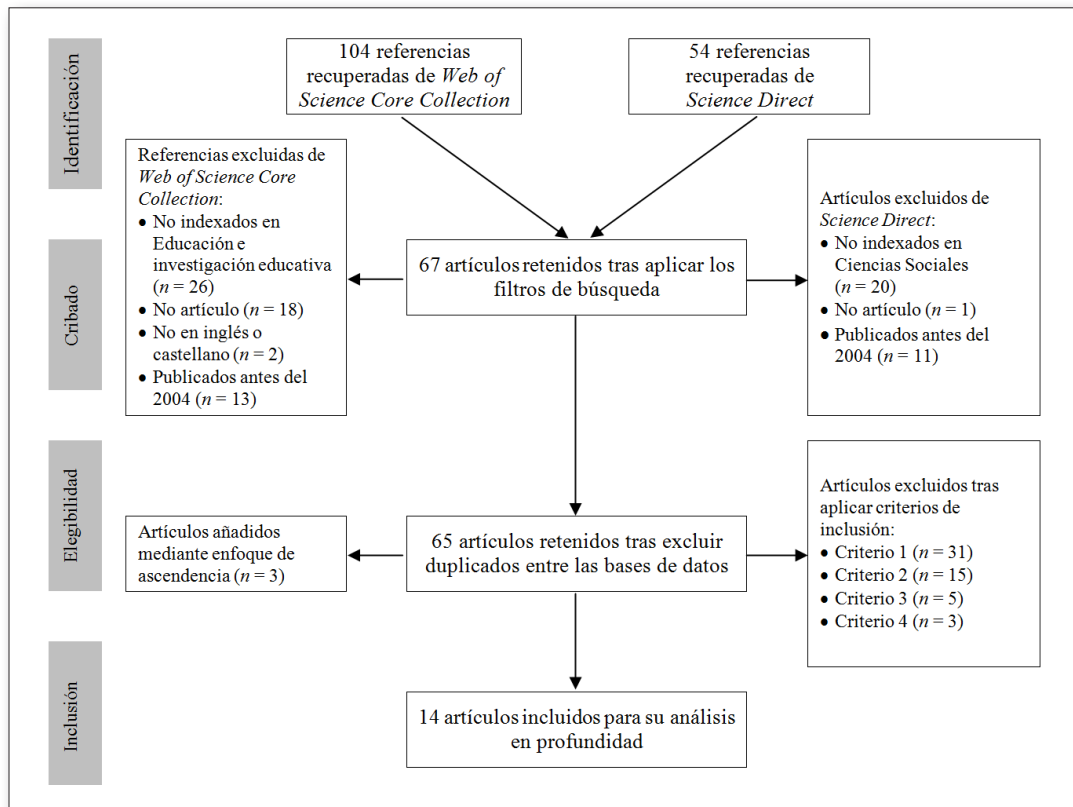 Identificación
104 referencias
recuperadas de Web of
Science Core Collection
54 referencias
recuperadas de
Science Direct
Referencias excluidas de
Web of Science Core
Collection:
• No indexados en
Educación e
investigación educativa
(n = 26)
• No artículo (n = 18)
• No en inglés o
castellano (n = 2)
• Publicados antes del
2004 (n = 13)
Cribado
67 artículos retenidos tras aplicar los
filtros de búsqueda
Artículos excluidos de
Science Direct:
• No indexados en
Ciencias Sociales
(n = 20)
• No artículo (n = 1)
• Publicados antes del
2004 (n = 11)
Elegibilidad
Artículos añadidos
mediante enfoque de
ascendencia (n = 3)
65 artículos retenidos tras excluir
duplicados entre las bases de datos
Artículos excluidos tras
aplicar criterios de
inclusión:
• Criterio 1 (n = 31)
• Criterio 2 (n = 15)
• Criterio 3 (n = 5)
• Criterio 4 (n = 3)
Inclusión
14 artículos incluidos para su análisis
en profundidad